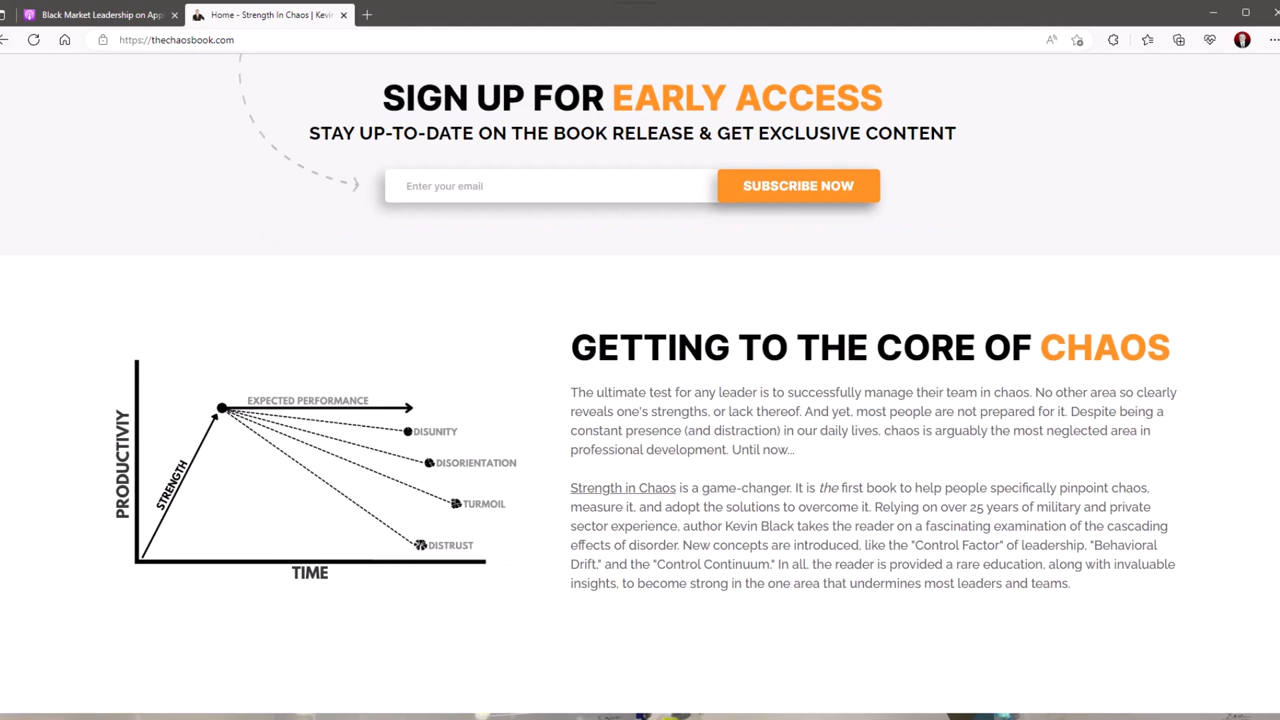 Black Market Leadership on App
Home - Strength In Chaos | Kevi
https://thechaosbook.com
SIGN UP FOR EARLY ACCESS
STAY UP-TO-DATE ON THE BOOK RELEASE & GET EXCLUSIVE CONTENT
Enter your email
SUBSCRIBE NOW
PRODUCTIVIY
STRENGTH
EXPECTED PERFORMANCE
DISUNITY
DISORIENTATION
TURMOIL
DISTRUST
TIME
GETTING TO THE CORE OF CHAOS
The ultimate test for any leader is to successfully manage their team in chaos. No other area so clearly
reveals one's strengths, or lack thereof. And yet, most people are not prepared for it. Despite being a
constant presence (and distraction) in our daily lives, chaos is arguably the most neglected area in
professional development. Until now...
Strength in Chaos is a game-changer. It is the first book to help people specifically pinpoint chaos,
measure it, and adopt the solutions to overcome it. Relying on over 25 years of military and private
sector experience, author Kevin Black takes the reader on a fascinating examination of the cascading
effects of disorder. New concepts are introduced, like the "Control Factor" of leadership, "Behavioral
Drift," and the "Control Continuum." In all, the reader is provided a rare education, along with invaluable
insights, to become strong in the one area that undermines most leaders and teams.